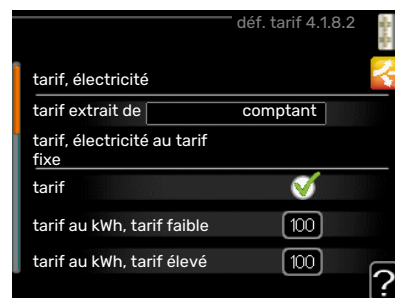 déf. tarif 4.1.8.2
tarif, électricité
tarif extrait de comptant
tarif, électricité au tarif
fixe
tarif
tarif au kWh, tarif faible 100
tarif au kWh, tarif élevé 100
?